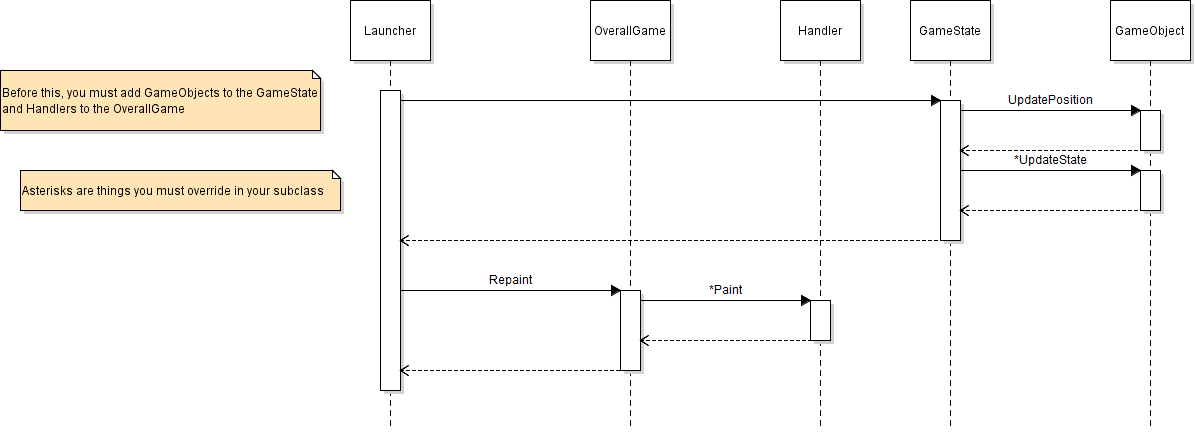 Launcher
OverallGame
Handler
GameState
GameObject
Before this, you must add GameObjects to the GameState
and Handlers to the OverallGame
UpdatePosition
*UpdateState
Asterisks are things you must override in your subclass
Repaint
*Paint